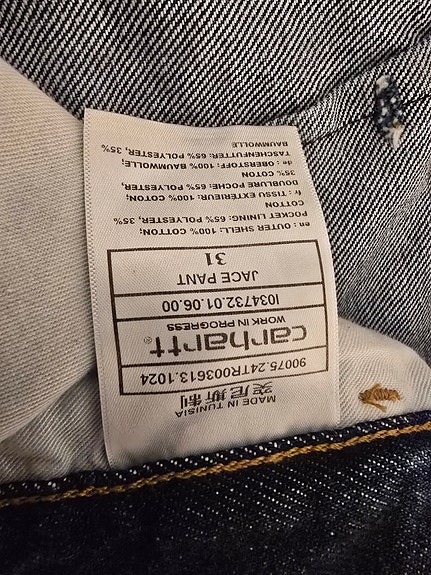 MADE IN TUNISIA
突尼斯制
90075.24TR003613.1024
carhartt®
WORK IN PROGRESS
I034732.01.06.00
JACE PANT
31
en : OUTER SHELL: 100% COTTON;
POCKET LINING: 65% POLYESTER, 35%
COTTON
fr : TISSU EXTERIEUR: 100% COTON;
DOUBLURE POCHE: 65% POLYESTER,
35% COTON
de : OBERSTOFF: 100% BAUMWOLLE;
TASCHENFUTTER: 65% POLYESTER, 35%
BAUMWOLLE